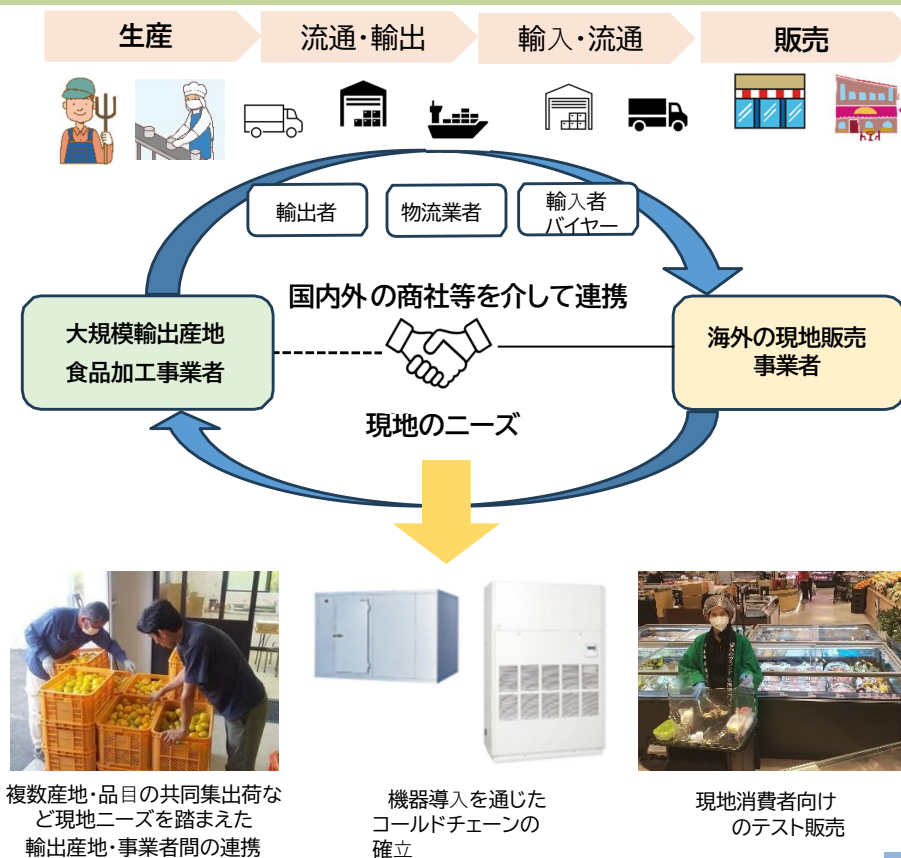 生産
流通・輸出
輸入・流通
販売
輸出者
物流業者
輸入者
バイヤー
国内外の商社等を介して連携
大規模輸出産地
食品加工事業者
海外の現地販売
事業者
現地のニーズ
複数産地・品目の共同集出荷な
ど現地ニーズを踏まえた
輸出産地・事業者間の連携
機器導入を通じた
コールドチェーンの
確立
現地消費者向け
のテスト販売